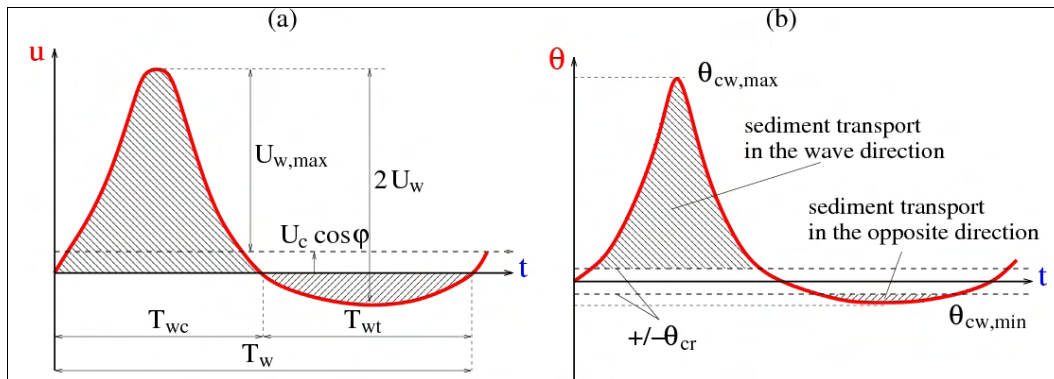 (a)
u
U_w,max
2 U_w
U_c cosφ
t
T_wc
T_wt
T_w
(b)
θ
θ_cw,max
sediment transport
in the wave direction
sediment transport
in the opposite direction
t
θ_cw,min
+/−θ_cr